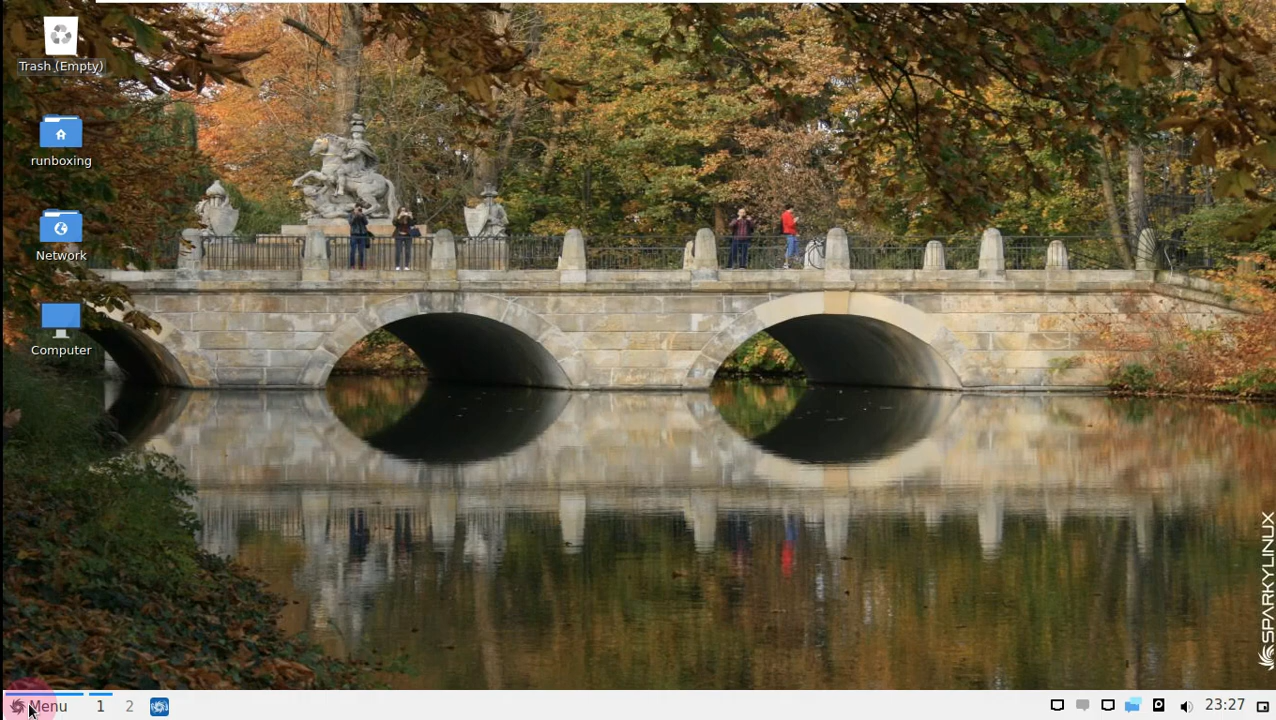 Trash (Empty)
runboxing
Network
Computer
SPARKYLINUX
Menu
1
2
23:27